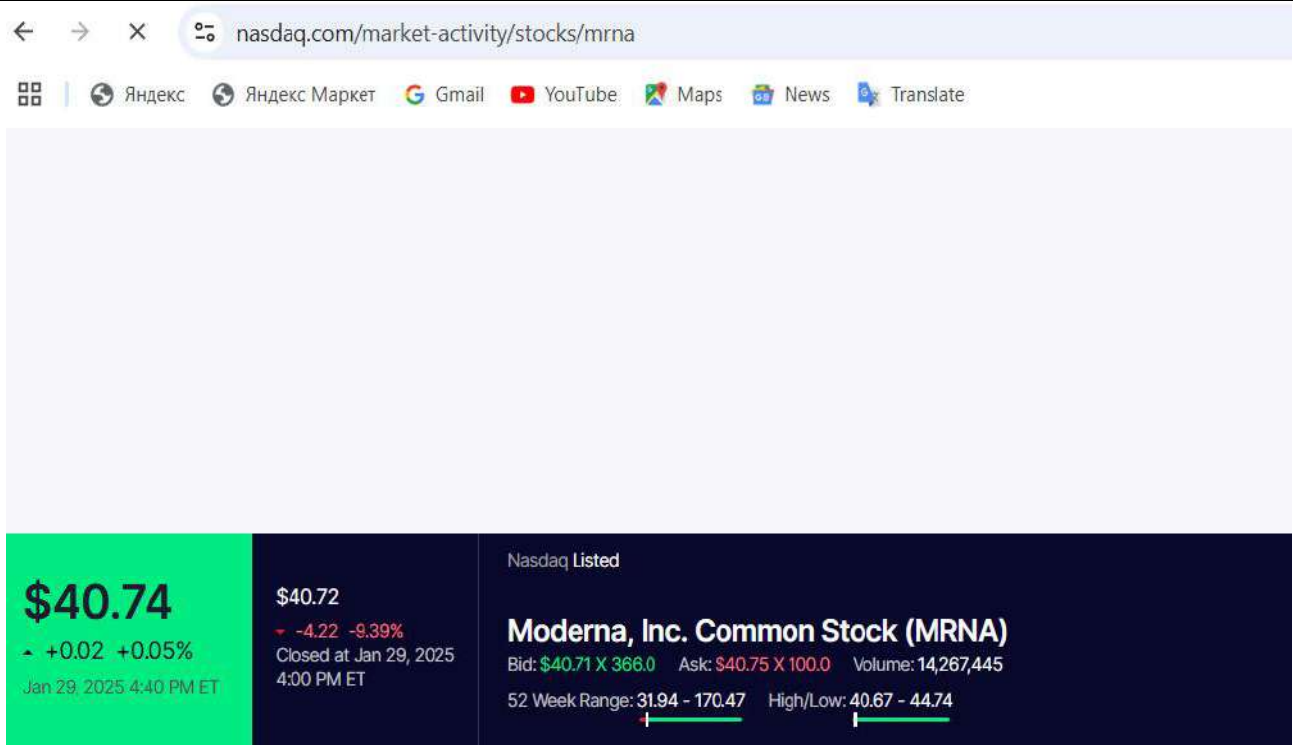 nasdaq.com/market-activity/stocks/mrna
Яндекс Яндекс Маркет Gmail YouTube Maps News Translate
$40.74
+0.02 +0.05%
Jan 29, 2025 4:40 PM ET
$40.72
-4.22 -9.39%
Closed at Jan 29, 2025
4:00 PM ET
Nasdaq Listed
Moderna, Inc. Common Stock (MRNA)
Bid: $40.71 X 366.0 Ask: $40.75 X 100.0 Volume: 14,267,445
52 Week Range: 31.94 - 170.47 High/Low: 40.67 - 44.74